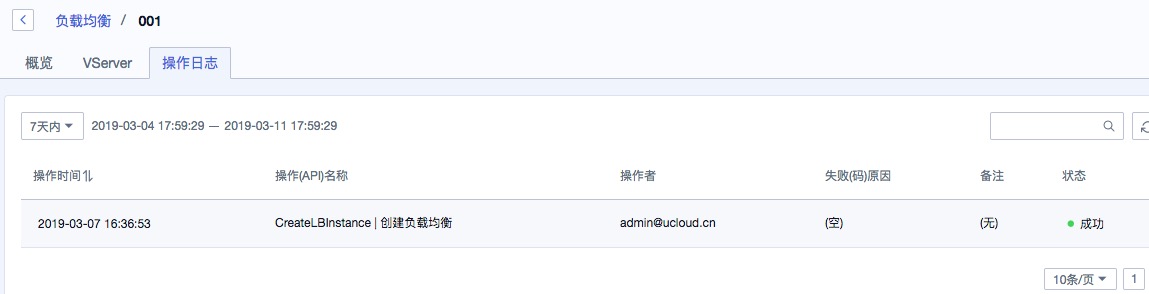 负载均衡 / 001
概览 VServer 操作日志
7天内 2019-03-04 17:59:29 — 2019-03-11 17:59:29
操作时间 操作(API)名称 操作者 失败(码)原因 备注 状态
2019-03-07 16:36:53 CreateLBInstance | 创建负载均衡 admin@ucloud.cn (空) (无) 成功
10条/页 1